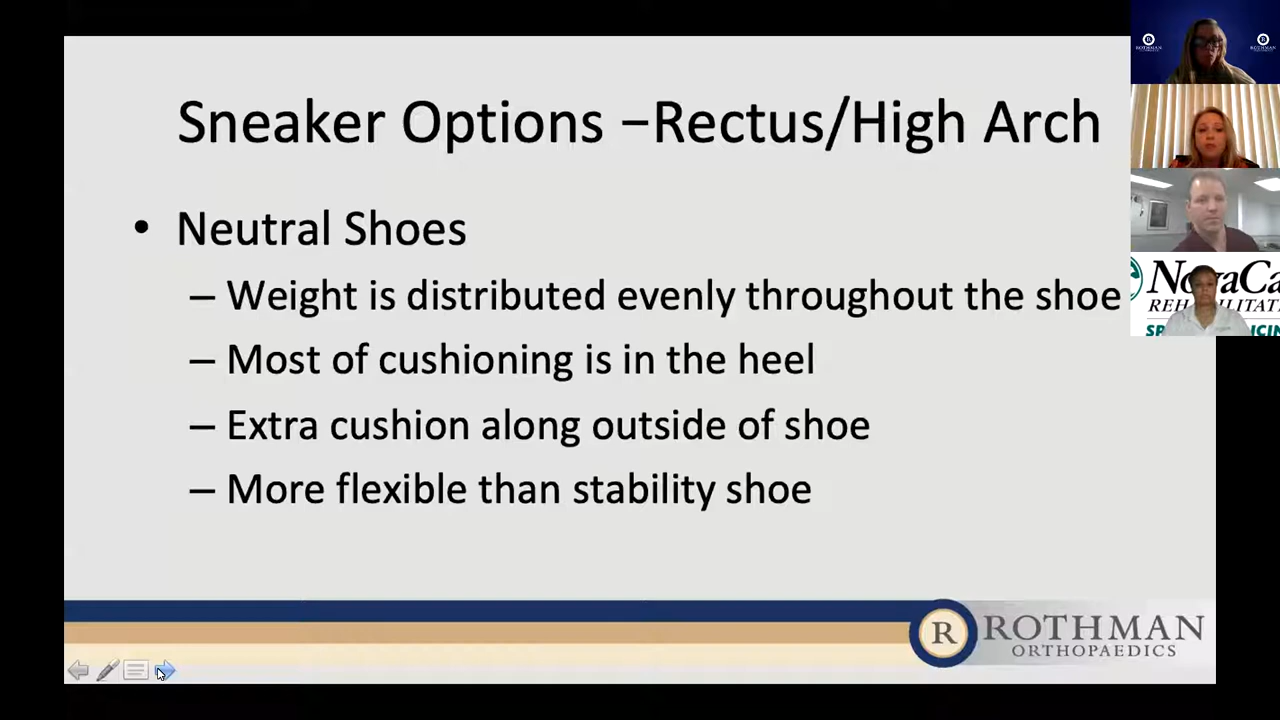 Sneaker Options –Rectus/High Arch
• Neutral Shoes
– Weight is distributed evenly throughout the shoe
– Most of cushioning is in the heel
– Extra cushion along outside of shoe
– More flexible than stability shoe
R ROTHMAN
ORTHOPAEDICS
R
R
ROTHMAN